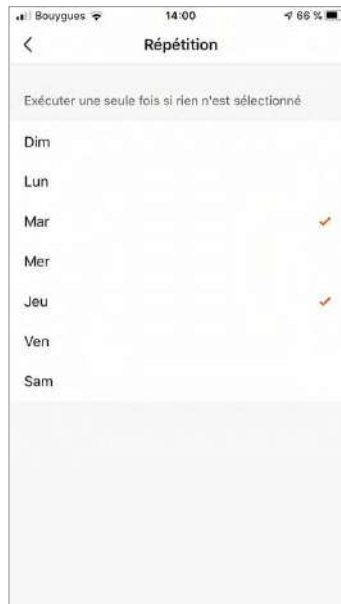 Bouygues 14:00 66 %
Répétition
Exécuter une seule fois si rien n'est sélectionné
Dim
Lun
Mar
Mer
Jeu
Ven
Sam